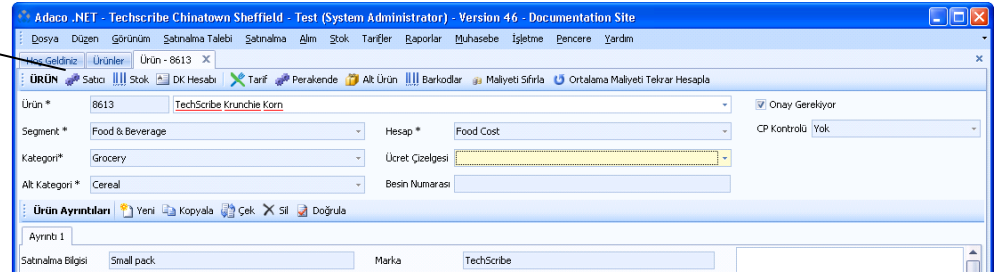 Adaco .NET - Techscribe Chinatown Sheffield - Test (System Administrator) - Version 46 - Documentation Site
Dosya Düzen Görünüm Satınalma Talebi Satınalma Alım Stok Tarifler Raporlar Muhasebe İşletme Pencere Yardım
Hoş Geldiniz Ürünler Ürün - 8613 X
ÜRÜN Satıcı Stok DK Hesabı Tarif Perakende Alt Ürün Barkodlar Maliyeti Sıfırla Ortalama Maliyeti Tekrar Hesapla
Ürün * 8613 TechScribe Krunchie Korn Onay Gerekiyor
Segment * Food & Beverage Hesap * Food Cost CP Kontrolü Yok
Kategori* Grocery Ücret Çizelgesi
Alt Kategori * Cereal Besin Numarası
Ürün Ayrıntıları Yeni Kopyala Çek Sil Doğrula
Ayrıntı 1
Satınalma Bilgisi Small pack Marka TechScribe